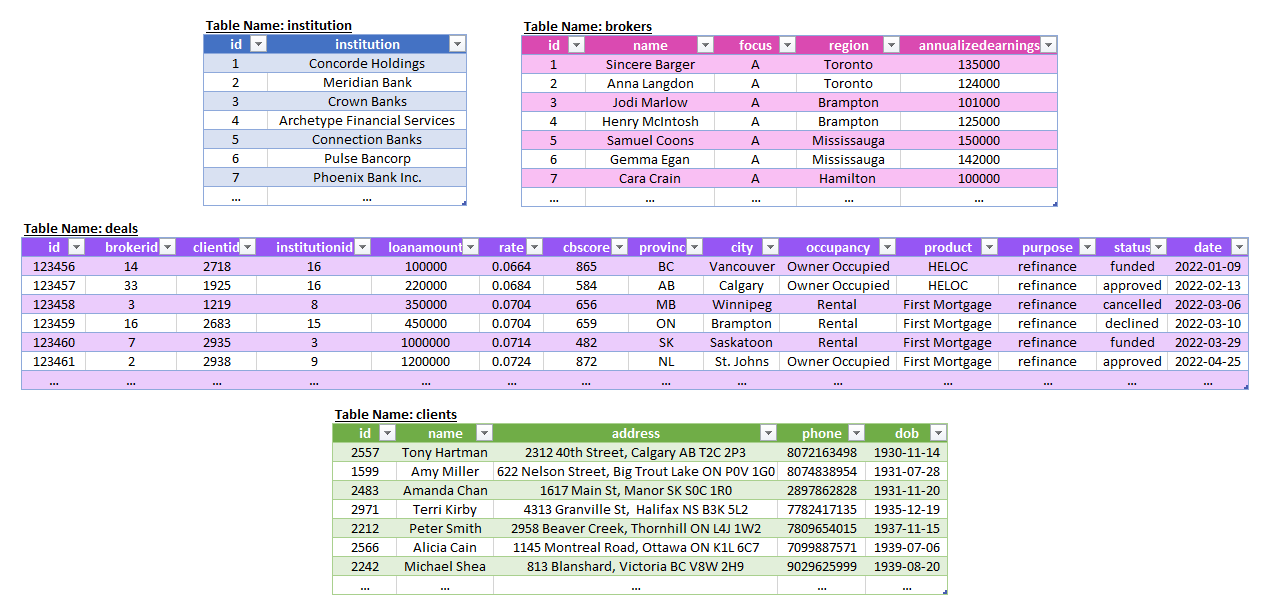 Table Name: institution
id institution
1 Concorde Holdings
2 Meridian Bank
3 Crown Banks
4 Archetype Financial Services
5 Connection Banks
6 Pulse Bancorp
7 Phoenix Bank Inc.
... ...
Table Name: brokers
id name focus region annualizedearnings
1 Sincere Barger A Toronto 135000
2 Anna Langdon A Toronto 124000
3 Jodi Marlow A Brampton 101000
4 Henry McIntosh A Brampton 125000
5 Samuel Coons A Mississauga 150000
6 Gemma Egan A Mississauga 142000
7 Cara Crain A Hamilton 100000
... ... ... ... ...
Table Name: deals
id brokerid clientid institutionid loanamount rate cbscore provinc city occupancy product purpose status date
123456 14 2718 16 100000 0.0664 865 BC Vancouver Owner Occupied HELOC refinance funded 2022-01-09
123457 33 1925 16 220000 0.0684 584 AB Calgary Owner Occupied HELOC refinance approved 2022-02-13
123458 3 1219 8 350000 0.0704 656 MB Winnipeg Rental First Mortgage refinance cancelled 2022-03-06
123459 16 2683 15 450000 0.0704 659 ON Brampton Rental First Mortgage refinance declined 2022-03-10
123460 7 2935 3 1000000 0.0714 482 SK Saskatoon Rental First Mortgage refinance funded 2022-03-29
123461 2 2938 9 1200000 0.0724 872 NL St. Johns Owner Occupied First Mortgage refinance approved 2022-04-25
... ... ... ... ... ... ... ... ... ... ... ... ... ...
Table Name: clients
id name address phone dob
2557 Tony Hartman 2312 40th Street, Calgary AB T2C 2P3 8072163498 1930-11-14
1599 Amy Miller 622 Nelson Street, Big Trout Lake ON P0V 1G0 8074838954 1931-07-28
2483 Amanda Chan 1617 Main St, Manor SK S0C 1R0 2897862828 1931-11-20
2971 Terri Kirby 4313 Granville St, Halifax NS B3K 5L2 7782417135 1935-12-19
2212 Peter Smith 2958 Beaver Creek, Thornhill ON L4J 1W2 7809654015 1937-11-15
2566 Alicia Cain 1145 Montreal Road, Ottawa ON K1L 6C7 7099887571 1939-07-06
2242 Michael Shea 813 Blanshard, Victoria BC V8W 2H9 9029625999 1939-08-20
... ... ... ... ...